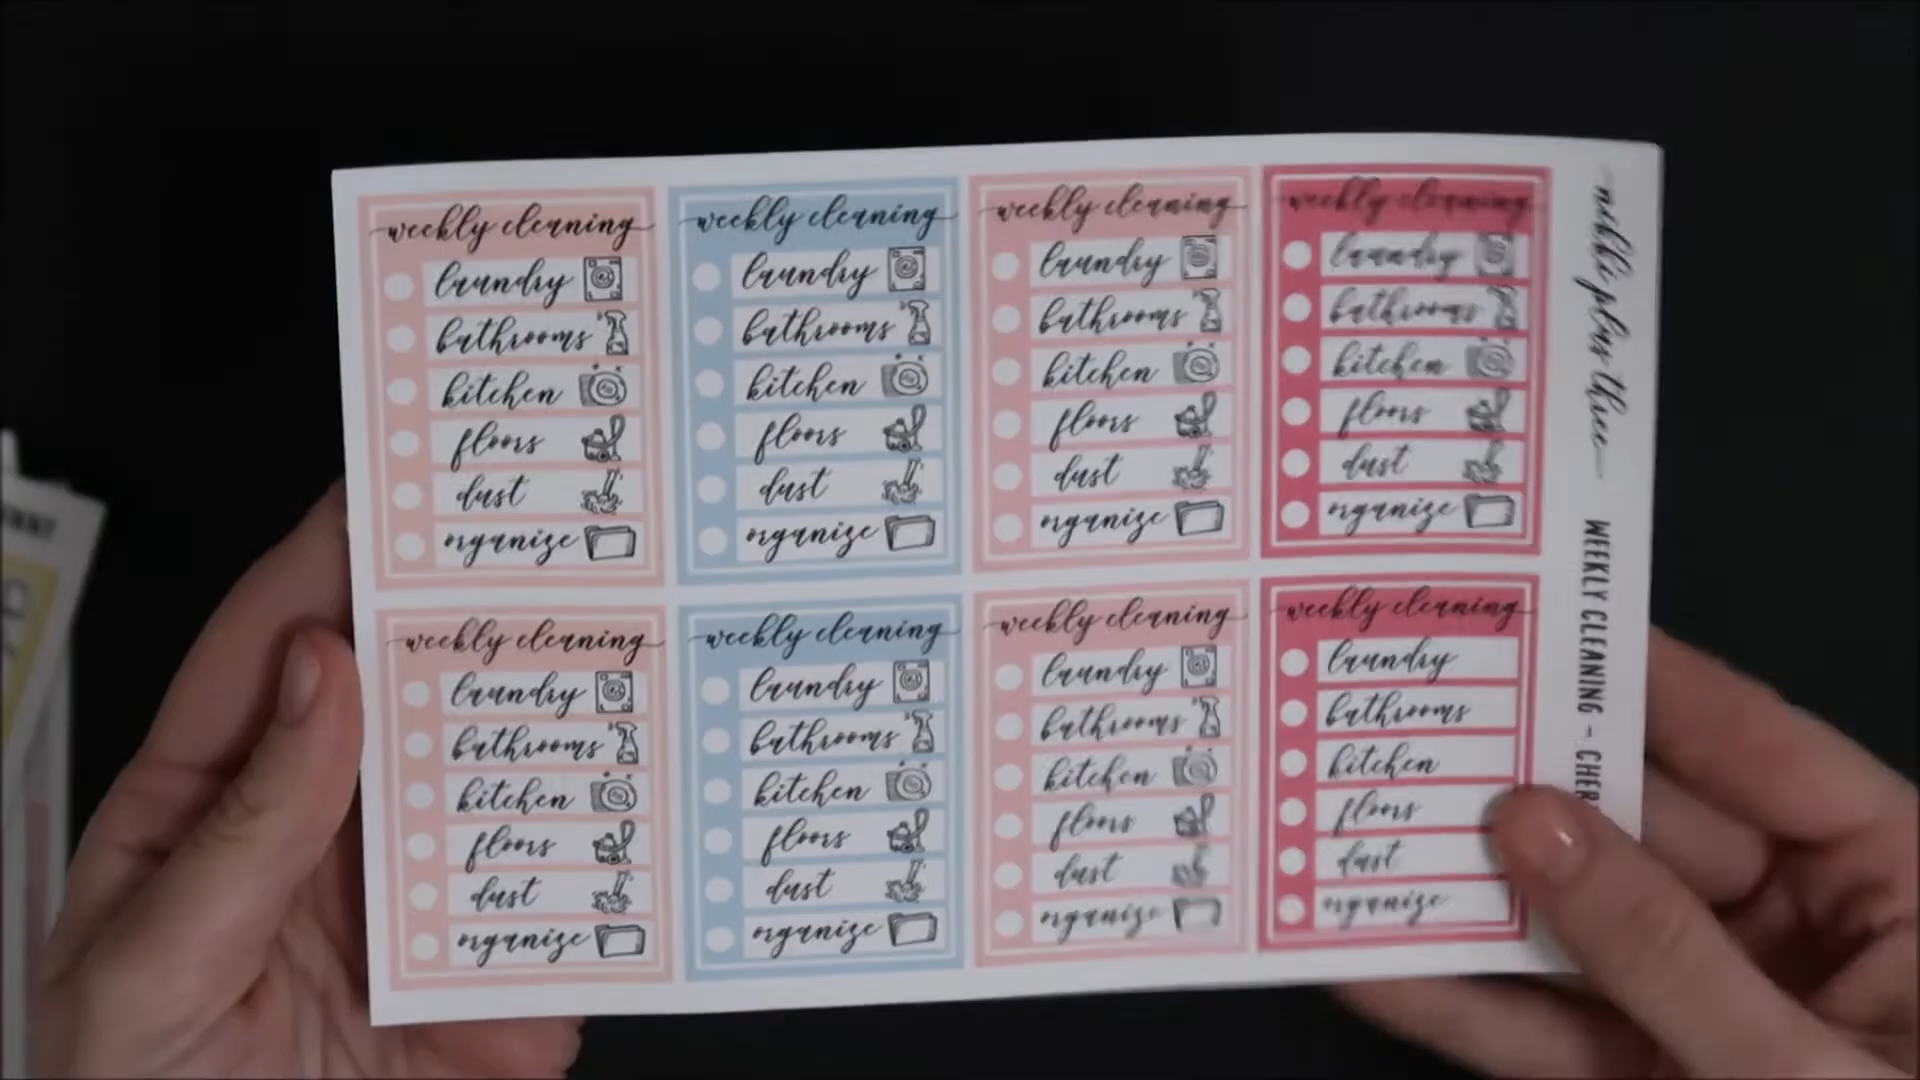 weekly cleaning
laundry
bathrooms
kitchen
floors
dust
organize
weekly cleaning
laundry
bathrooms
kitchen
floors
dust
organize
weekly cleaning
laundry
bathrooms
kitchen
floors
dust
organize
weekly cleaning
laundry
bathrooms
kitchen
floors
dust
organize
weekly cleaning
laundry
bathrooms
kitchen
floors
dust
organize
weekly cleaning
laundry
bathrooms
kitchen
floors
dust
organize
weekly cleaning
laundry
bathrooms
kitchen
floors
dust
organize
weekly cleaning
laundry
bathrooms
kitchen
floors
dust
organize
nikki plus three
WEEKLY CLEANING -